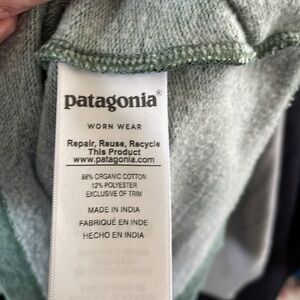 patagonia®
WORN WEAR
Repair, Reuse, Recycle
This Product
www.patagonia.com
88% ORGANIC COTTON
12% POLYESTER
EXCLUSIVE OF TRIM
MADE IN INDIA
FABRIQUÉ EN INDE
HECHO EN INDIA